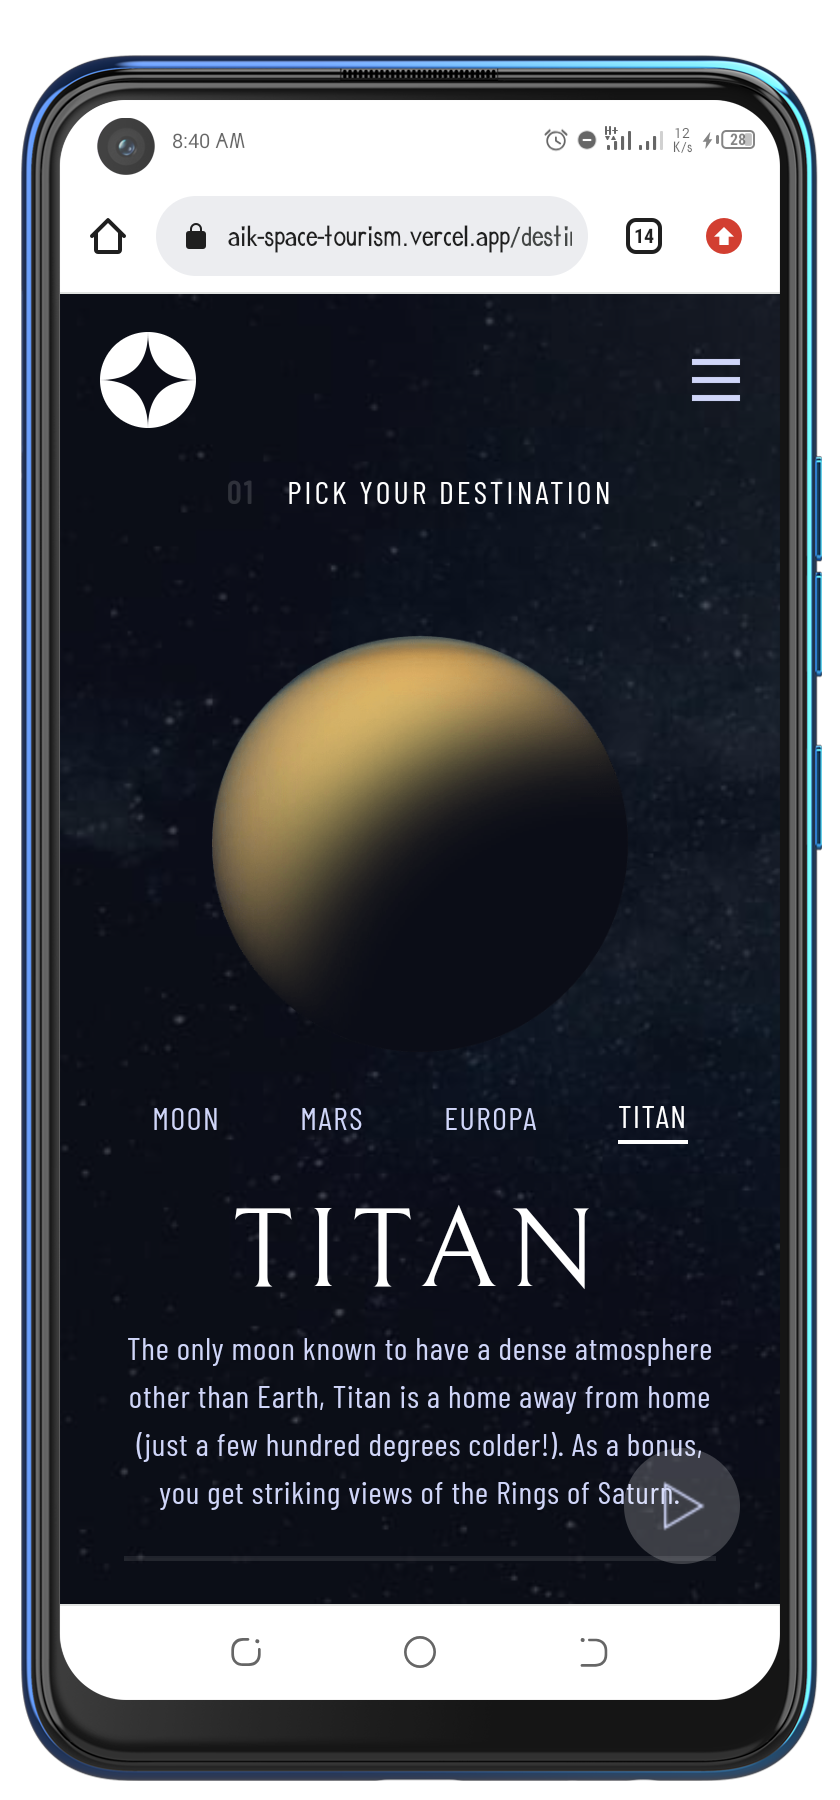 8:40 AM
H+
12
K/s
28
aik-space-tourism.vercel.app/desti
14
01 PICK YOUR DESTINATION
MOON MARS EUROPA TITAN
TITAN
The only moon known to have a dense atmosphere
other than Earth, Titan is a home away from home
(just a few hundred degrees colder!). As a bonus,
you get striking views of the Rings of Saturn.